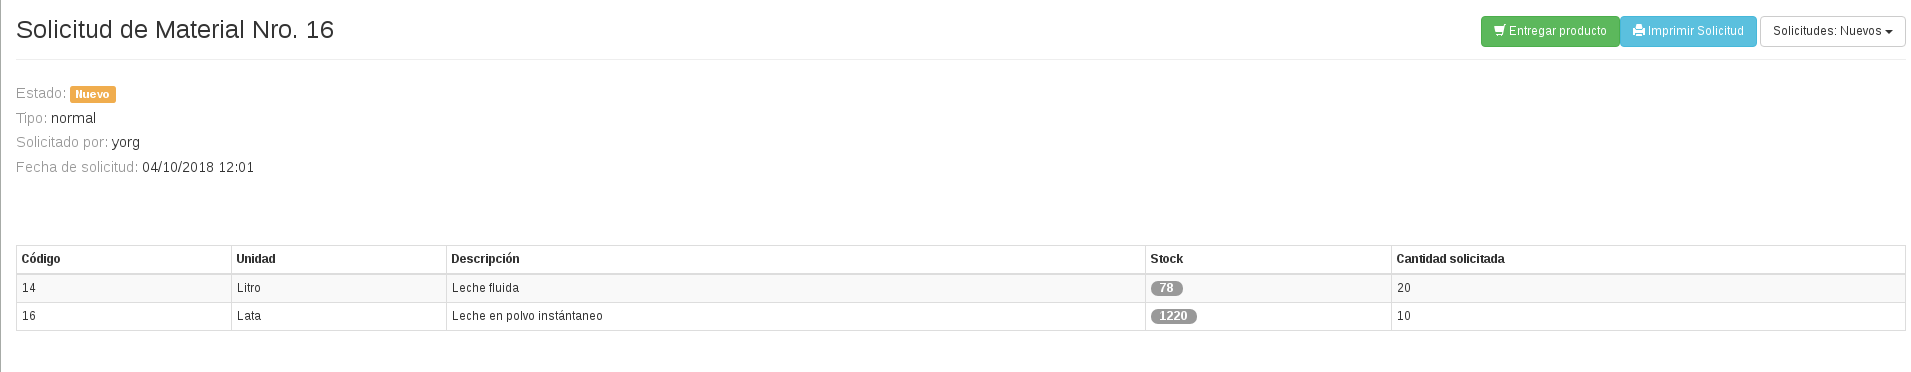 Solicitud de Material Nro. 16
Entregar producto Imprimir Solicitud Solicitudes: Nuevos
Estado: Nuevo
Tipo: normal
Solicitado por: yorg
Fecha de solicitud: 04/10/2018 12:01
Código Unidad Descripción Stock Cantidad solicitada
14 Litro Leche fluida 78 20
16 Lata Leche en polvo instántaneo 1220 10